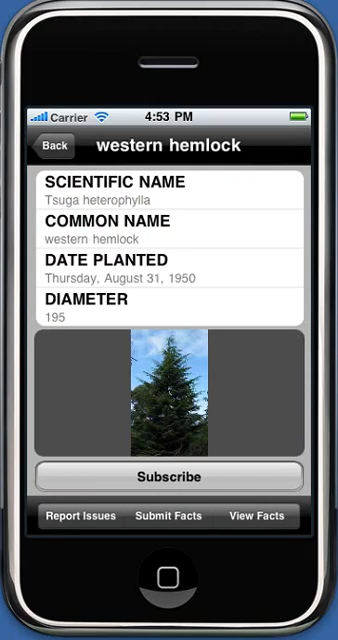 Carrier 4:53 PM
Back western hemlock
SCIENTIFIC NAME
Tsuga heterophylla
COMMON NAME
western hemlock
DATE PLANTED
Thursday, August 31, 1950
DIAMETER
195
Subscribe
Report Issues Submit Facts View Facts